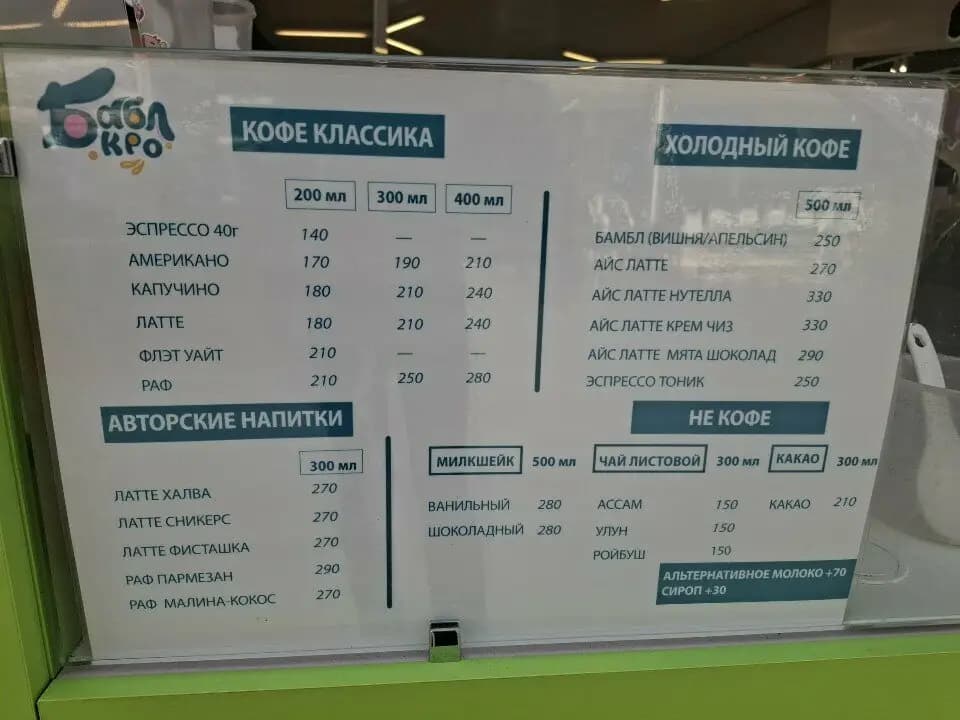 Бабл
Кро
КОФЕ КЛАССИКА
200 мл 300 мл 400 мл
ЭСПРЕССО 40г 140 — —
АМЕРИКАНО 170 190 210
КАПУЧИНО 180 210 240
ЛАТТЕ 180 210 240
ФЛЭТ УАЙТ 210 — —
РАФ 210 250 280
ХОЛОДНЫЙ КОФЕ
500 мл
БАМБЛ (ВИШНЯ/АПЕЛЬСИН) 250
АЙС ЛАТТЕ 270
АЙС ЛАТТЕ НУТЕЛЛА 330
АЙС ЛАТТЕ КРЕМ ЧИЗ 330
АЙС ЛАТТЕ МЯТА ШОКОЛАД 290
ЭСПРЕССО ТОНИК 250
АВТОРСКИЕ НАПИТКИ
300 мл
ЛАТТЕ ХАЛВА 270
ЛАТТЕ СНИКЕРС 270
ЛАТТЕ ФИСТАШКА 270
РАФ ПАРМЕЗАН 290
РАФ МАЛИНА-КОКОС 270
НЕ КОФЕ
МИЛКШЕЙК 500 мл
ВАНИЛЬНЫЙ 280
ШОКОЛАДНЫЙ 280
ЧАЙ ЛИСТОВОЙ 300 мл
АССАМ 150
УЛУН 150
РОЙБУШ 150
КАКАО 300 мл
КАКАО 210
АЛЬТЕРНАТИВНОЕ МОЛОКО +70
СИРОП +30